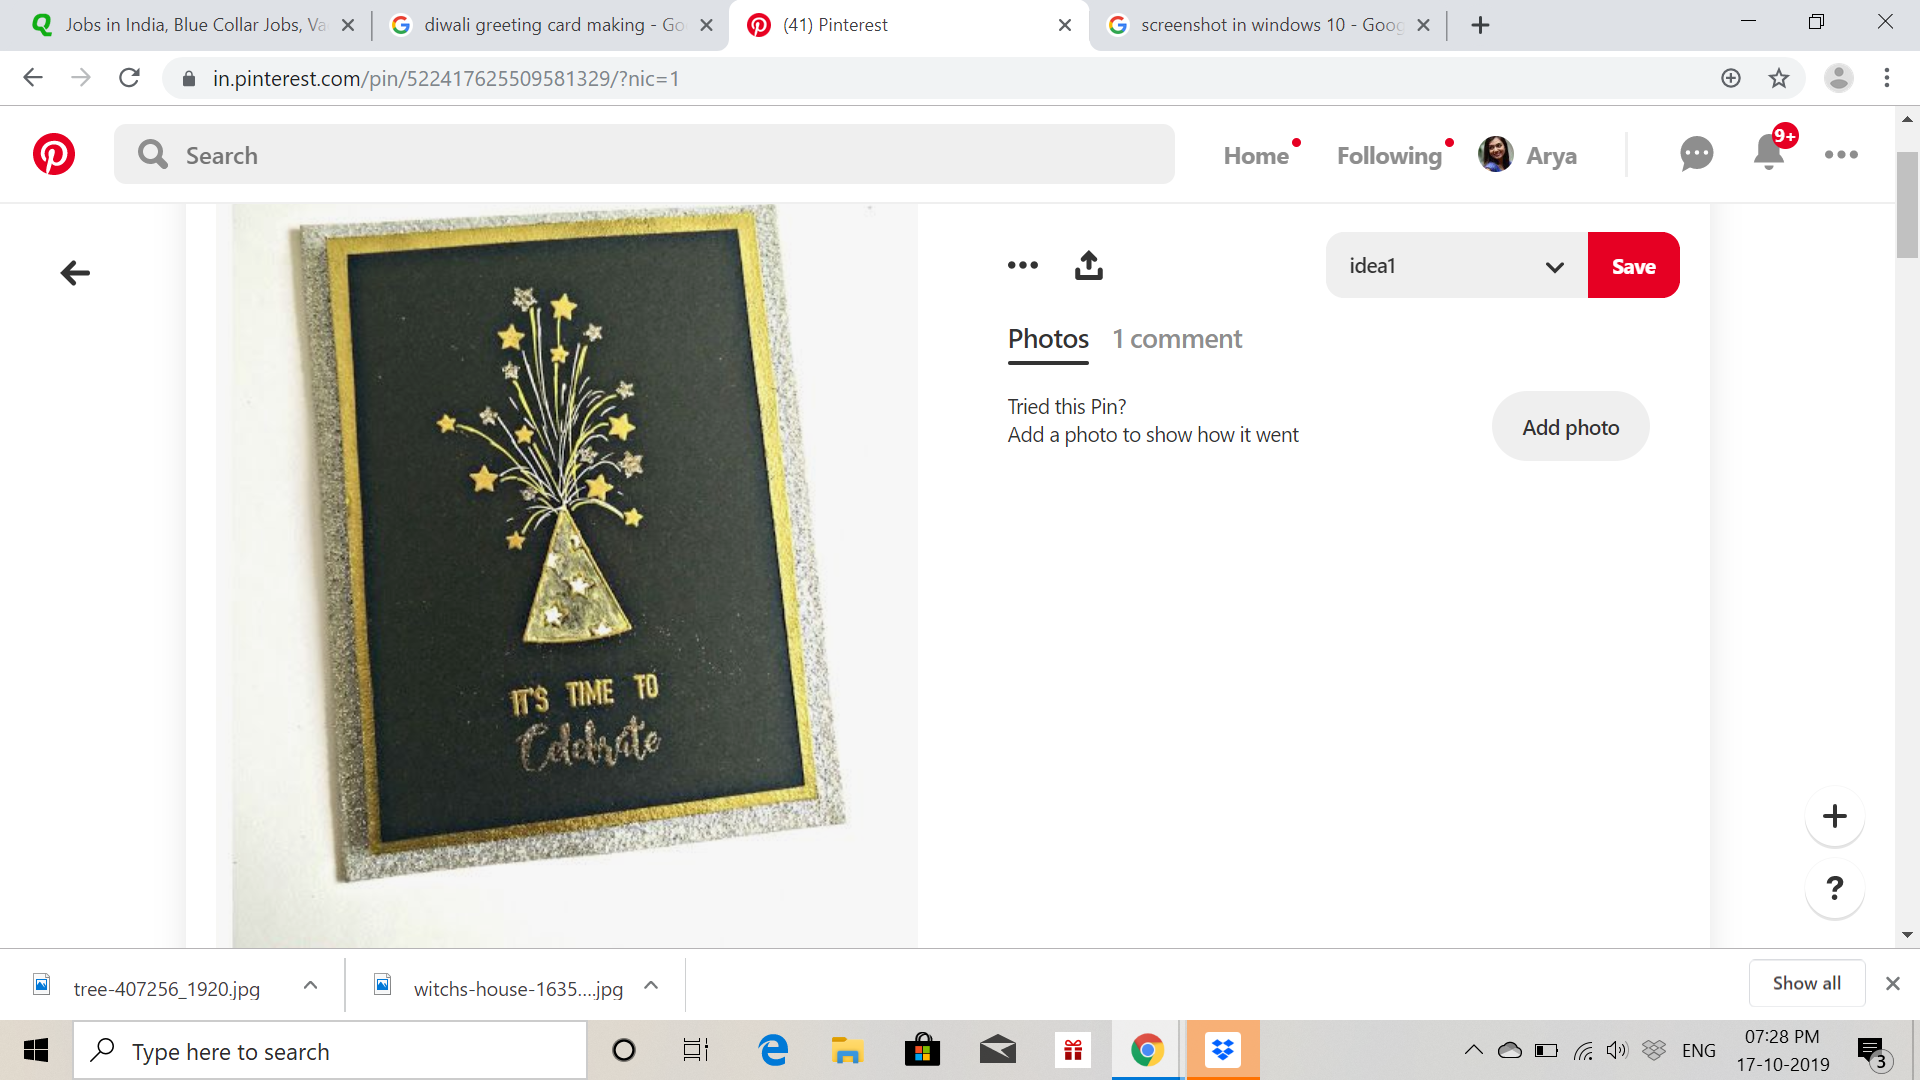 Jobs in India, Blue Collar Jobs, Va
diwali greeting card making - Go
(41) Pinterest
screenshot in windows 10 - Goog
in.pinterest.com/pin/522417625509581329/?nic=1
Search
Home
Following
Arya
9+
idea1
Save
Photos
1 comment
Tried this Pin?
Add a photo to show how it went
Add photo
IT'S TIME TO
Celebrate
?
tree-407256_1920.jpg
witchs-house-1635....jpg
Show all
Type here to search
ENG
07:28 PM
17-10-2019
3